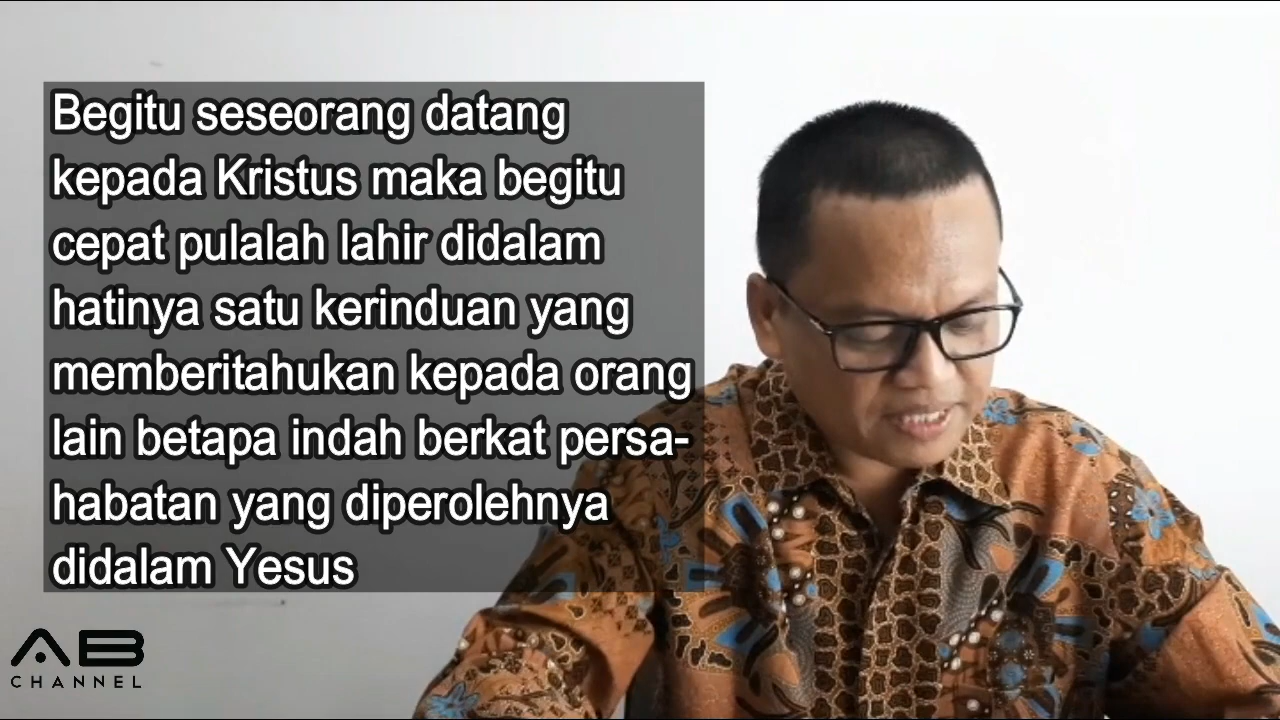 Begitu seseorang datang
kepada Kristus maka begitu
cepat pulalah lahir didalam
hatinya satu kerinduan yang
memberitahukan kepada orang
lain betapa indah berkat persa-
habatan yang diperolehnya
didalam Yesus
AB
CHANNEL